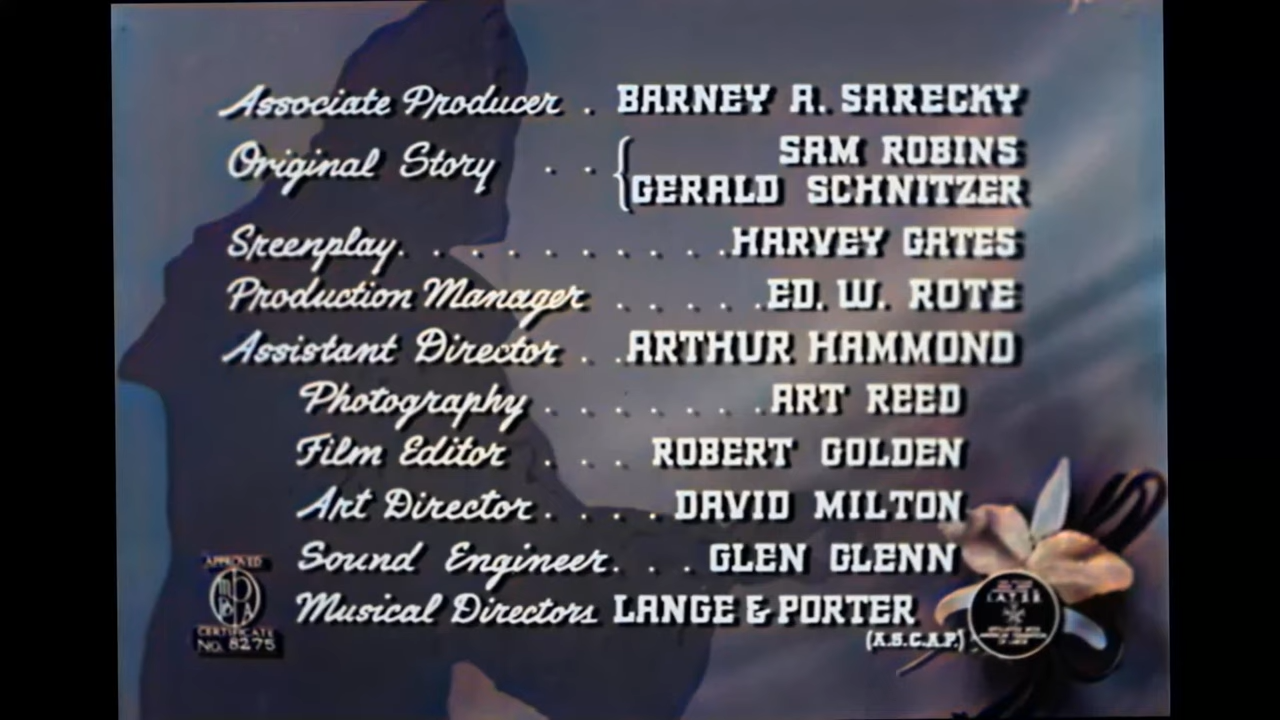 Associate Producer . BARNEY A. SARECKY
Original Story . . { SAM ROBINS
GERALD SCHNITZER
Sreenplay. . . . . . . . . . .HARVEY GATES
Production Manager . . . . .ED. W. ROTE
Assistant Director . .ARTHUR HAMMOND
Photography . . . . . . .ART REED
Film Editor . . . ROBERT GOLDEN
Art Director. . . . .DAVID MILTON
Sound Engineer. . . GLEN GLENN
Musical Directors LANGE & PORTER
(A.S.C.A.P.)
APPROVED
CERTIFICATE
No. 8275